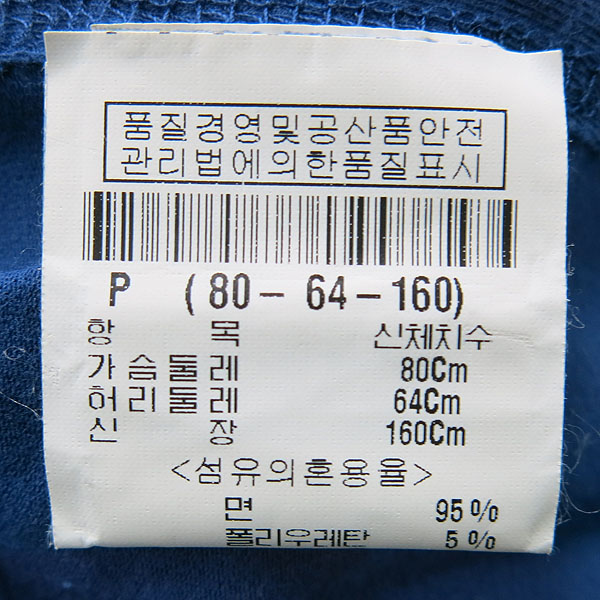 품질경영및공산품안전
관리법에의한품질표시
P (80-64-160)
항 목 신체치수
가슴둘레 80Cm
허리둘레 64Cm
신 장 160Cm
<섬유의혼용율>
면 95%
폴리우레탄 5%